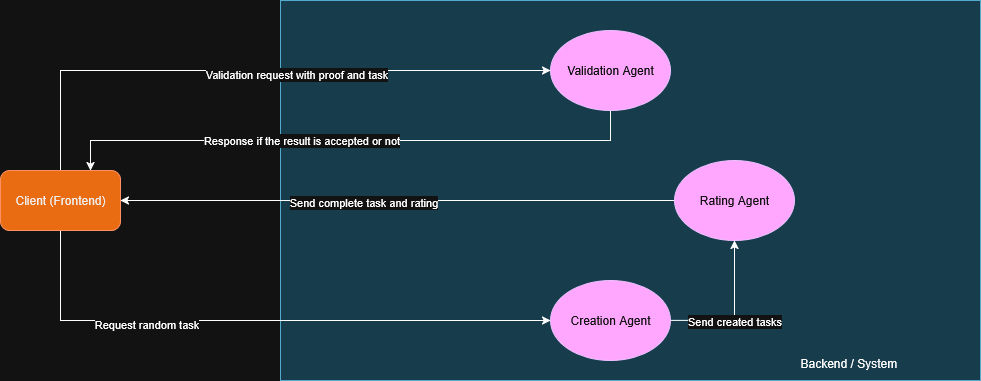 Validation Agent
Validation request with proof and task
Response if the result is accepted or not
Client (Frontend)
Send complete task and rating
Rating Agent
Request random task
Creation Agent
Send created tasks
Backend / System